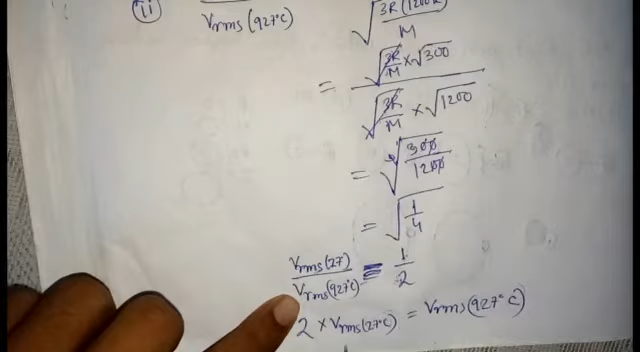 (ii)
Vrms(927°C)
√(3R(1200K)/M)
= (√(3R/M) × √300)/(√(3R/M) × √1200)
= √(300/1200)
= √(1/4)
Vrms(27)/Vrms(927°C) = 1/2
2 × Vrms(27°C) = Vrms(927°C)